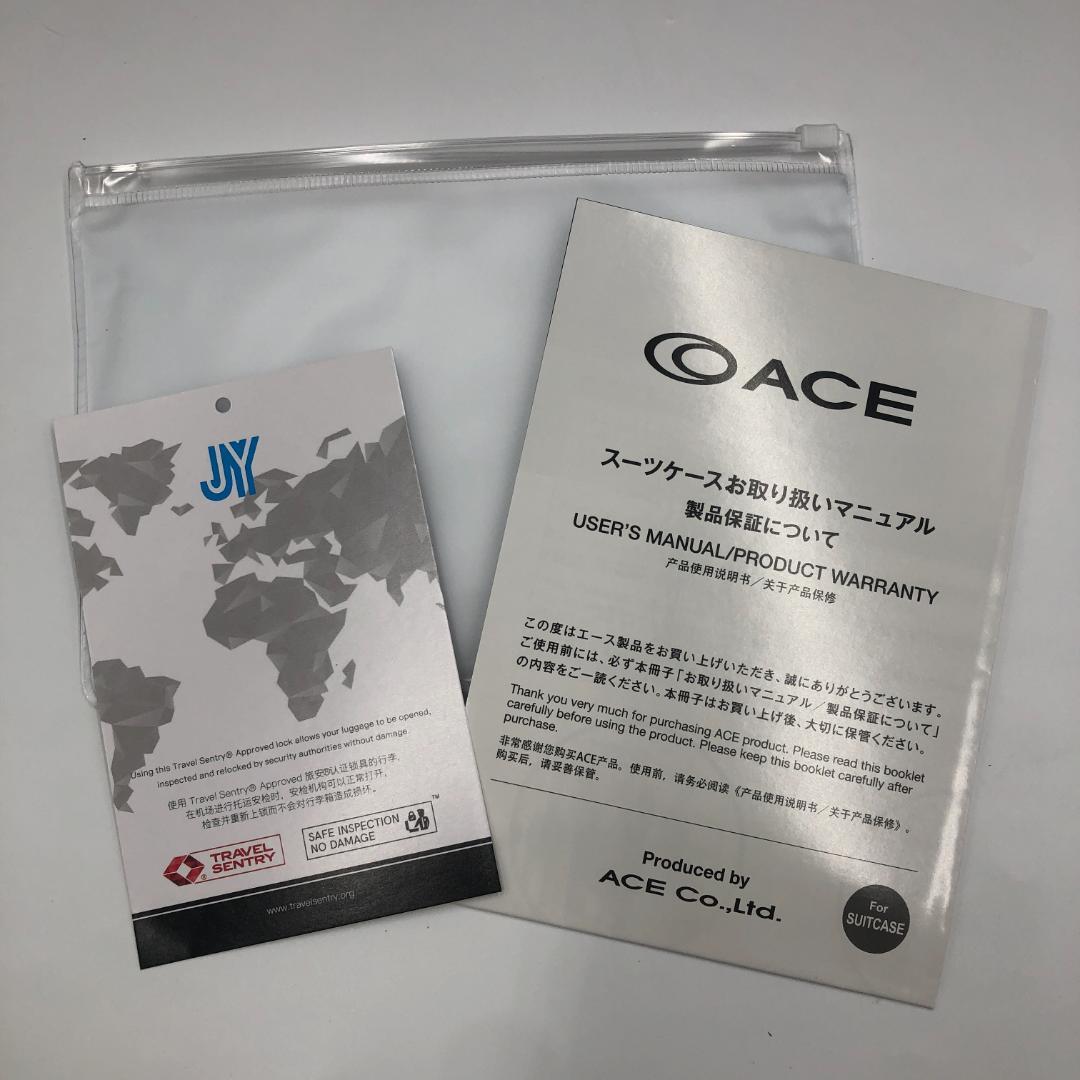 JNY
Using this Travel Sentry® Approved lock allows your luggage to be opened,
inspected and relocked by security authorities without damage.
使用 Travel Sentry® Approved 旅安®认证锁具的行李,
在机场进行托运安检时, 安检机构可以正常打开,
检查并重新上锁而不会对行李箱造成损坏.
TRAVEL
SENTRY
®
SAFE INSPECTION
NO DAMAGE
™
www.travelsentry.org
ACE
スーツケースお取り扱いマニュアル
製品保証について
USER'S MANUAL/PRODUCT WARRANTY
产品使用说明书／关于产品保修
この度はエース製品をお買い上げいただき、誠にありがとうございます。
ご使用前には、必ず本冊子「お取り扱いマニュアル／製品保証について」
の内容をご一読ください。本冊子はお買い上げ後、大切に保管ください。
Thank you very much for purchasing ACE product. Please read this booklet
carefully before using the product. Please keep this booklet carefully after
purchase.
非常感谢您购买ACE产品。使用前，请务必阅读《产品使用说明书／关于产品保修》。
购买后，请妥善保管。
Produced by
ACE Co.,Ltd.
For
SUITCASE